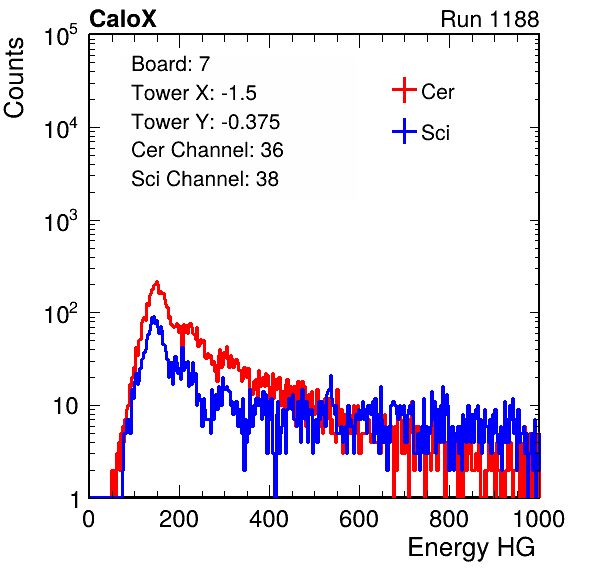 CaloX Run 1188
Counts
Board: 7
Tower X: -1.5
Tower Y: -0.375
Cer Channel: 36
Sci Channel: 38
Cer
Sci
10^5
10^4
10^3
10^2
10
1
0 200 400 600 800 1000
Energy HG